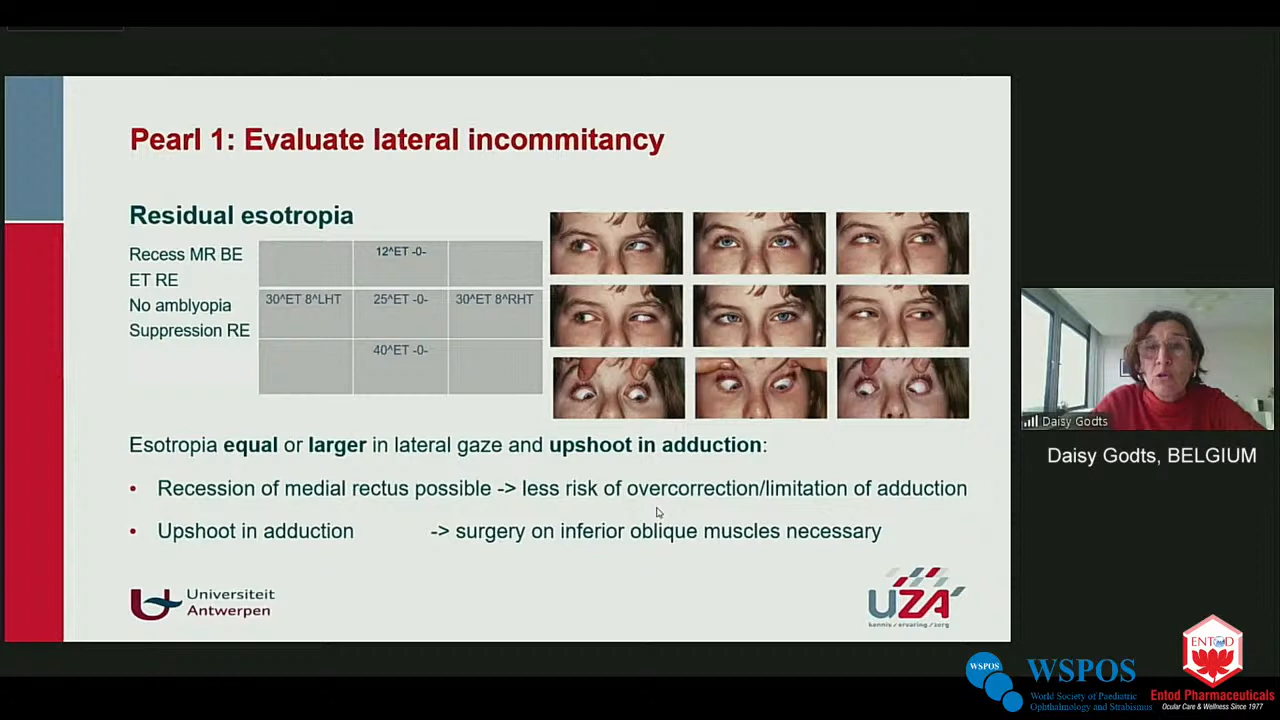 Pearl 1: Evaluate lateral incommitancy
Residual esotropia
Recess MR BE
ET RE
No amblyopia
Suppression RE
12^ET -0-
30^ET 8^LHT 25^ET -0- 30^ET 8^RHT
40^ET -0-
Esotropia equal or larger in lateral gaze and upshoot in adduction:
• Recession of medial rectus possible -> less risk of overcorrection/limitation of adduction
• Upshoot in adduction -> surgery on inferior oblique muscles necessary
Universiteit
Antwerpen
UZA
kennis / ervaring / zorg
Daisy Godts
Daisy Godts, BELGIUM
WSPOS
WSPOS
World Society of Paediatric
Ophthalmology and Strabismus
ENTOD
Entod Pharmaceuticals
Ocular Care & Wellness Since 1977